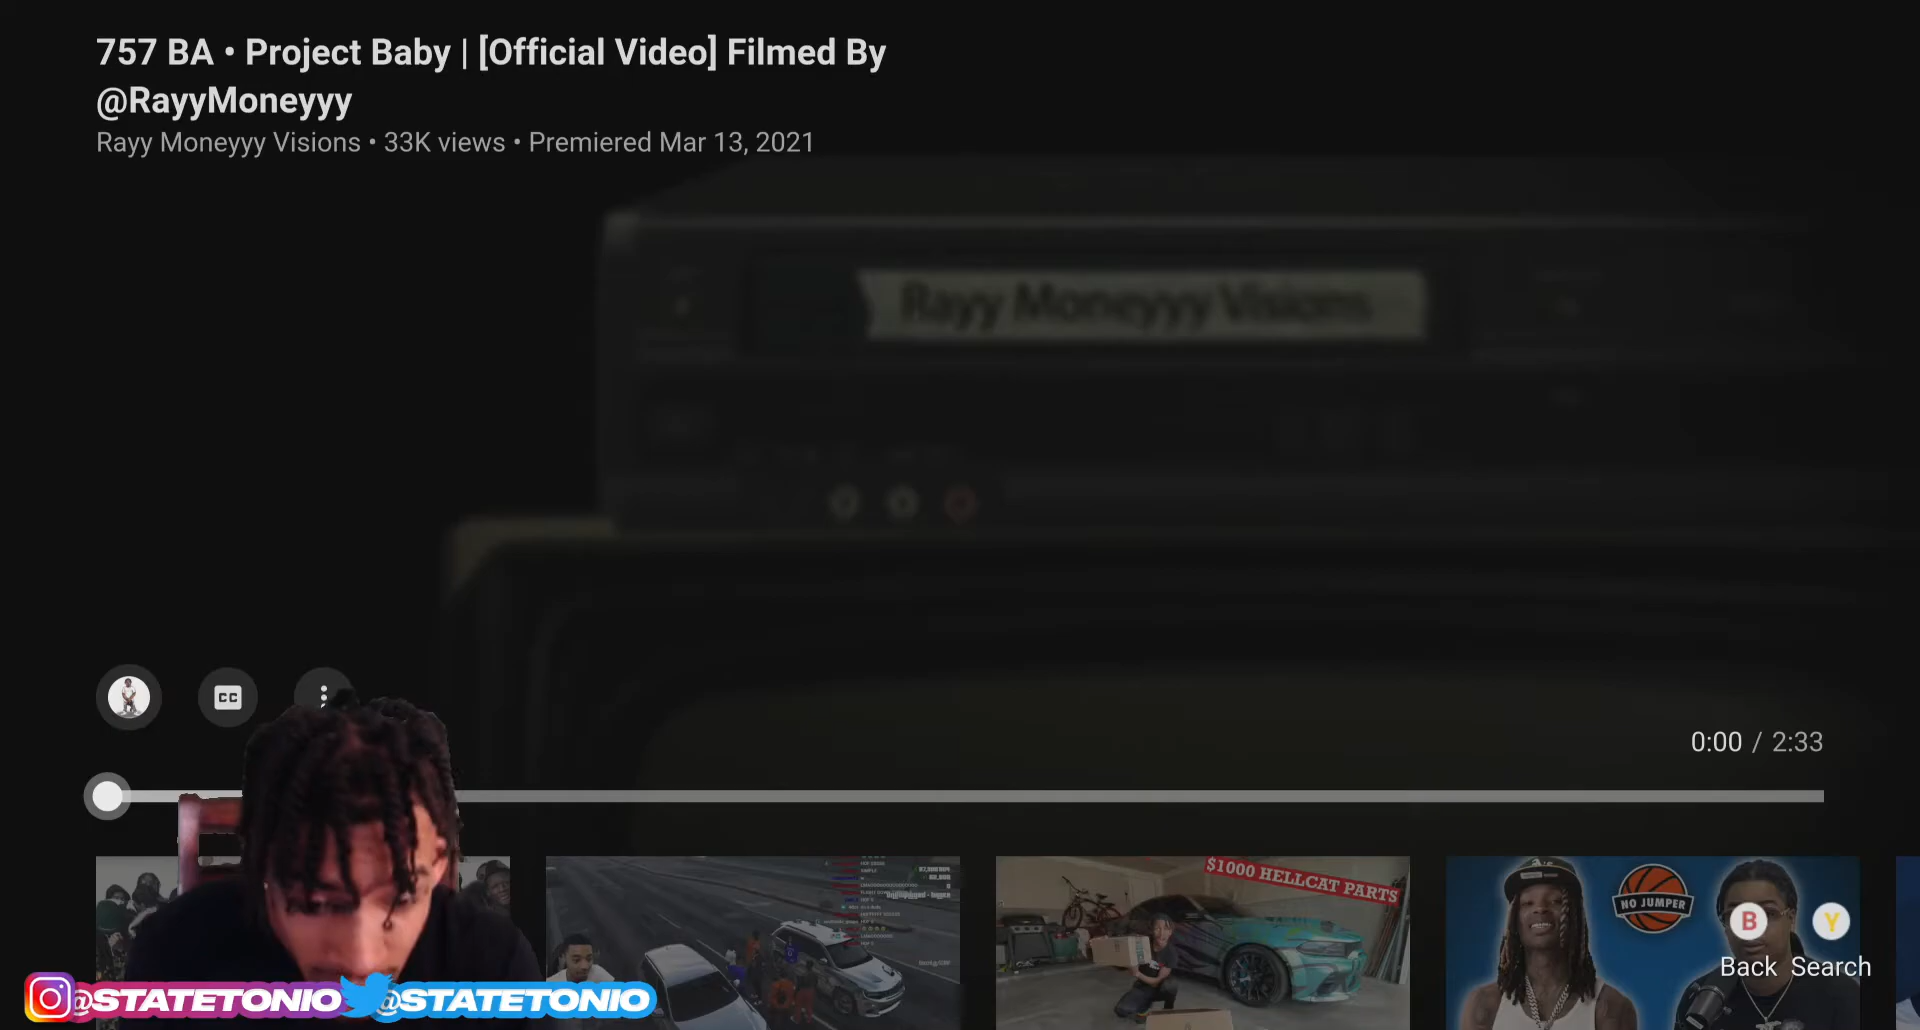 757 BA • Project Baby | [Official Video] Filmed By
@RayyMoneyyy
Rayy Moneyyy Visions • 33K views • Premiered Mar 13, 2021
Rayy Moneyyy Visions
CC
0:00 / 2:33
$1000 HELLCAT PARTS
NO JUMPER
B Y
Back Search
@STATETONIO @STATETONIO